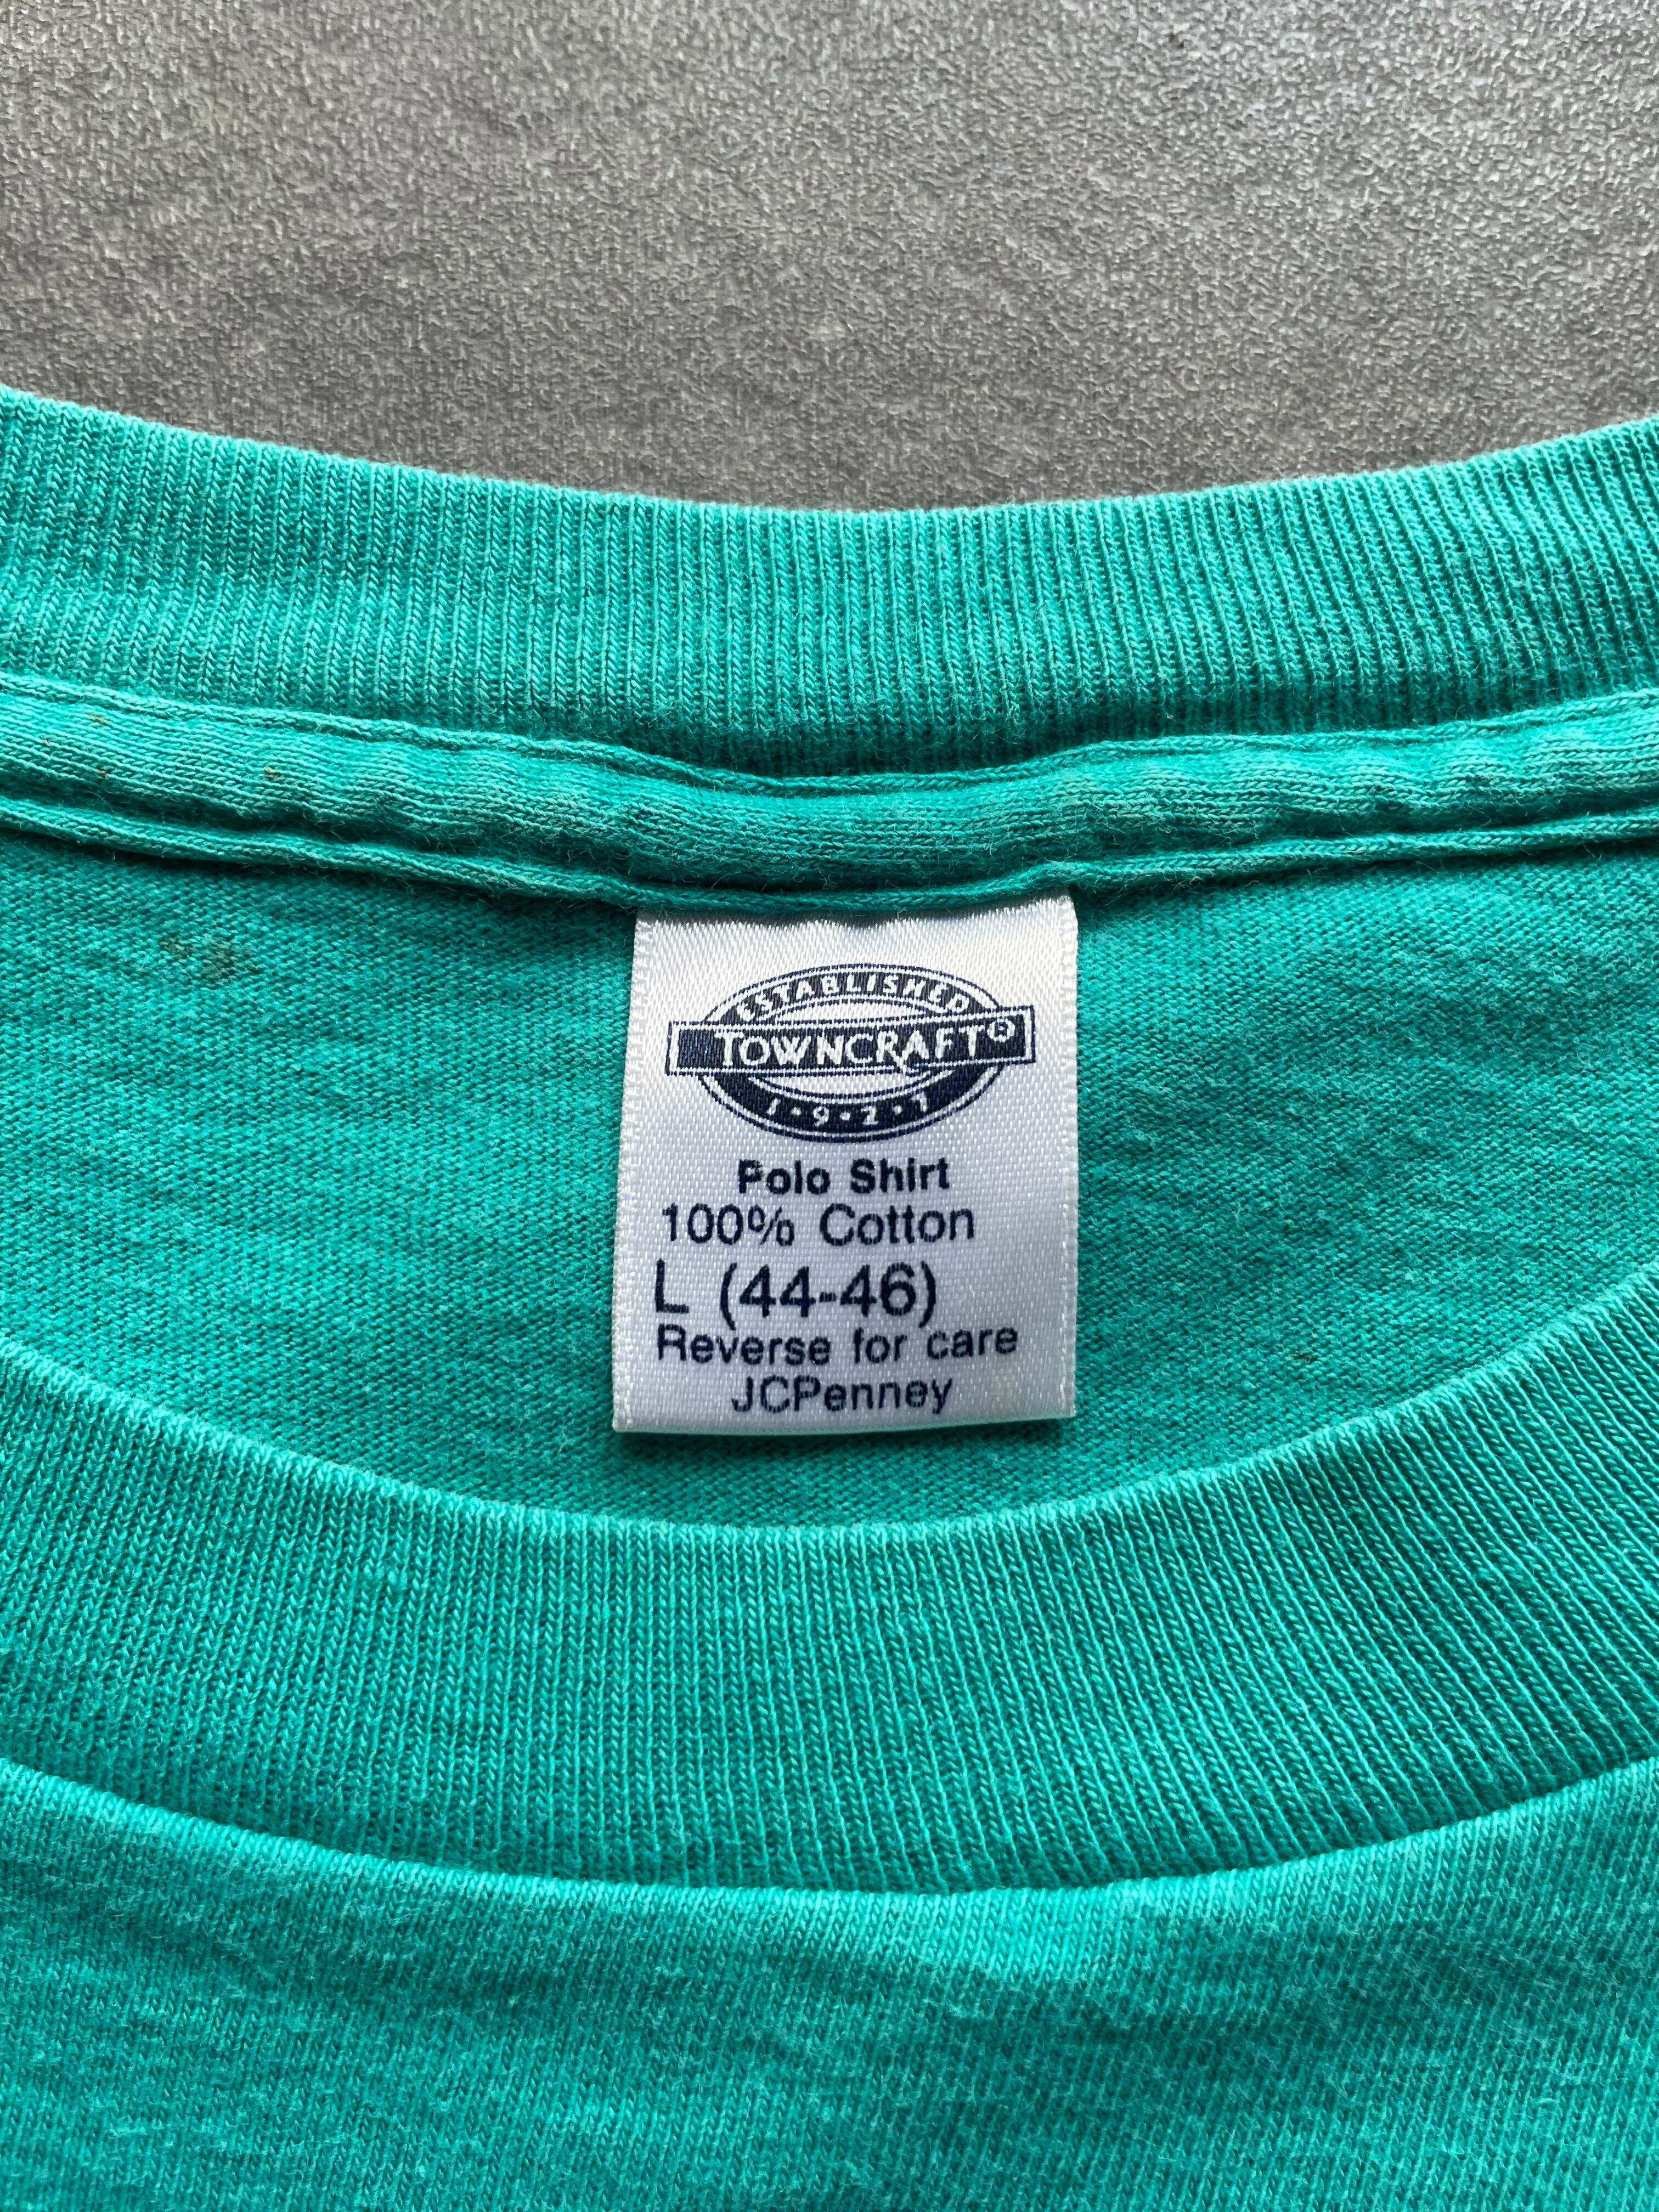 ESTABLISHED
TOWNCRAFT®
1•9•2•7
Polo Shirt
100% Cotton
L (44-46)
Reverse for care
JCPenney